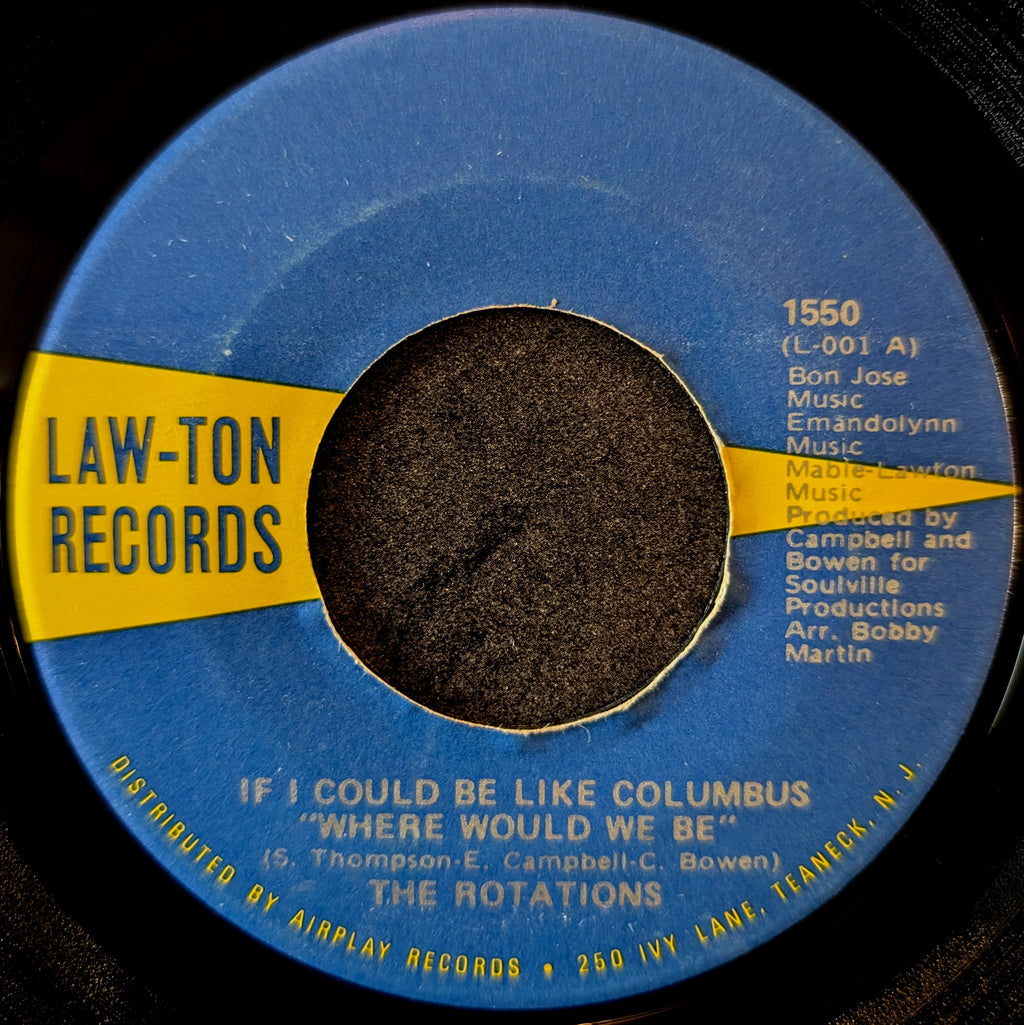 LAW-TON
RECORDS
1550
(L-001 A)
Bon Jose
Music
Emandolynn
Music
Mable-Lawton
Music
Produced by
Campbell and
Bowen for
Soulville
Productions
Arr. Bobby
Martin
IF I COULD BE LIKE COLUMBUS
"WHERE WOULD WE BE"
(S. Thompson-E. Campbell-C. Bowen)
THE ROTATIONS
DISTRIBUTED BY AIRPLAY RECORDS • 250 IVY LANE, TEANECK, N. J.